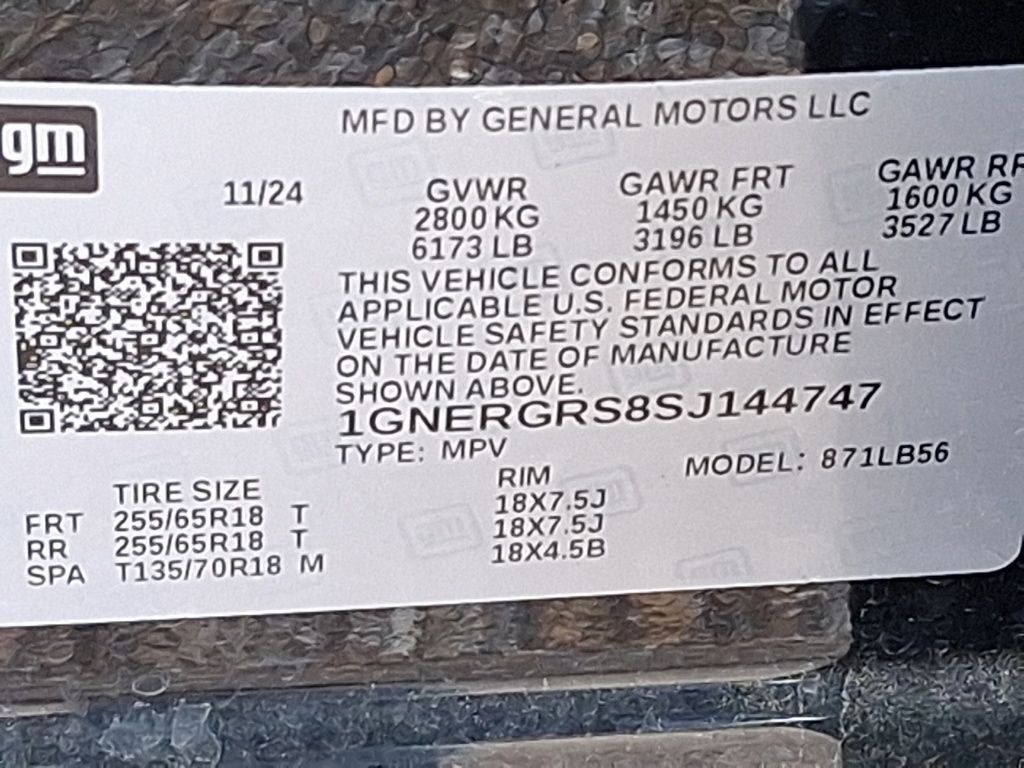 gm
MFD BY GENERAL MOTORS LLC
11/24
GVWR GAWR FRT GAWR RR
2800 KG 1450 KG 1600 KG
6173 LB 3196 LB 3527 LB
THIS VEHICLE CONFORMS TO ALL
APPLICABLE U.S. FEDERAL MOTOR
VEHICLE SAFETY STANDARDS IN EFFECT
ON THE DATE OF MANUFACTURE
SHOWN ABOVE.
1GNERGRS8SJ144747
TYPE: MPV MODEL: 871LB56
TIRE SIZE RIM
FRT 255/65R18 T 18X7.5J
RR 255/65R18 T 18X7.5J
SPA T135/70R18 M 18X4.5B